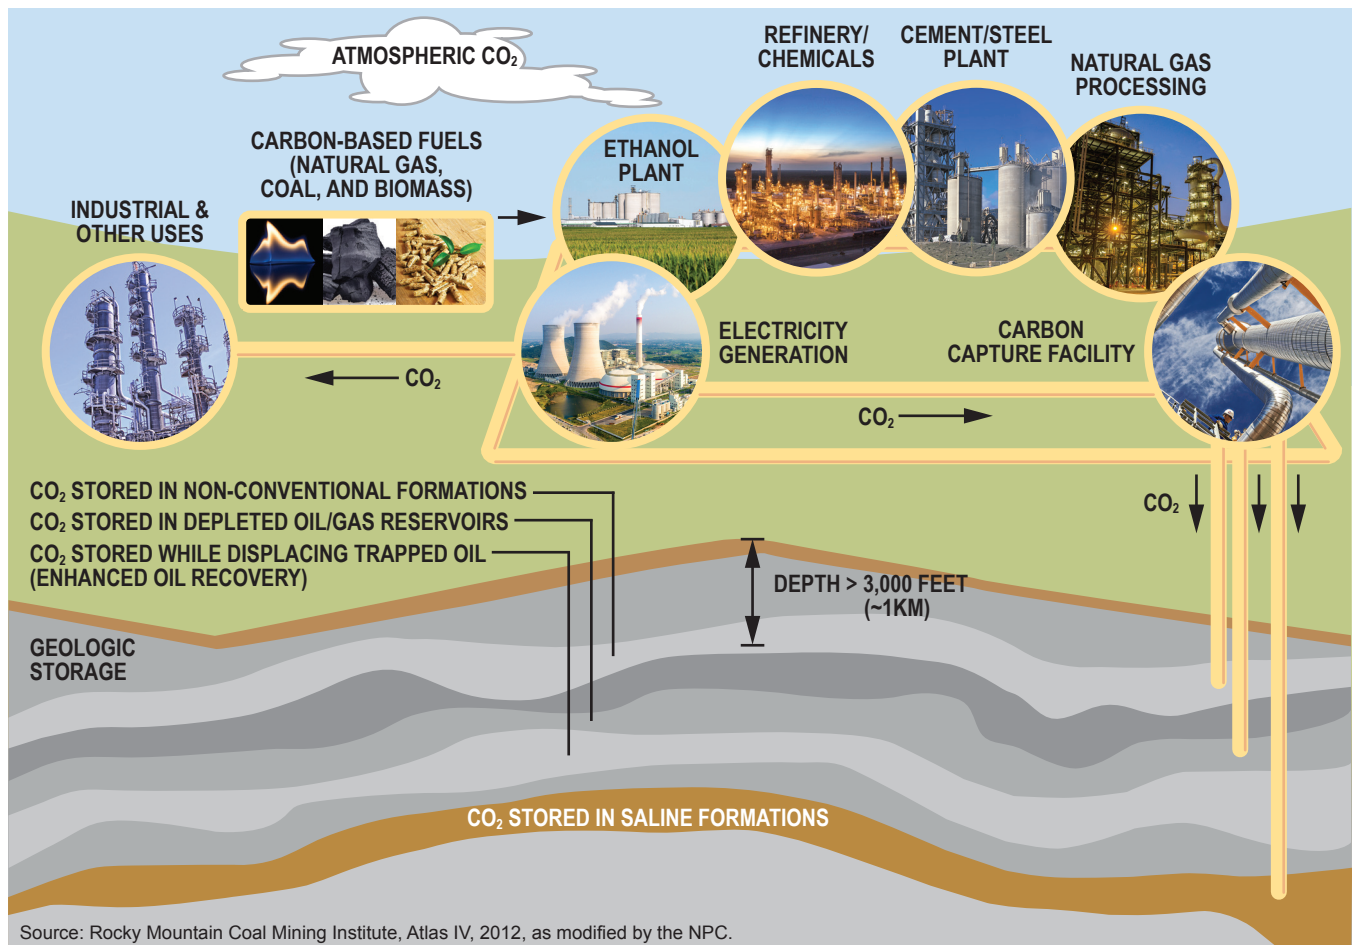 ATMOSPHERIC CO₂
REFINERY/
CHEMICALS
CEMENT/STEEL
PLANT
NATURAL GAS
PROCESSING
CARBON-BASED FUELS
(NATURAL GAS,
COAL, AND BIOMASS)
ETHANOL
PLANT
INDUSTRIAL &
OTHER USES
ELECTRICITY
GENERATION
CARBON
CAPTURE FACILITY
CO₂
CO₂
CO₂ STORED IN NON-CONVENTIONAL FORMATIONS
CO₂
CO₂ STORED IN DEPLETED OIL/GAS RESERVOIRS
CO₂ STORED WHILE DISPLACING TRAPPED OIL
(ENHANCED OIL RECOVERY)
DEPTH > 3,000 FEET
(~1KM)
GEOLOGIC
STORAGE
CO₂ STORED IN SALINE FORMATIONS
Source: Rocky Mountain Coal Mining Institute, Atlas IV, 2012, as modified by the NPC.